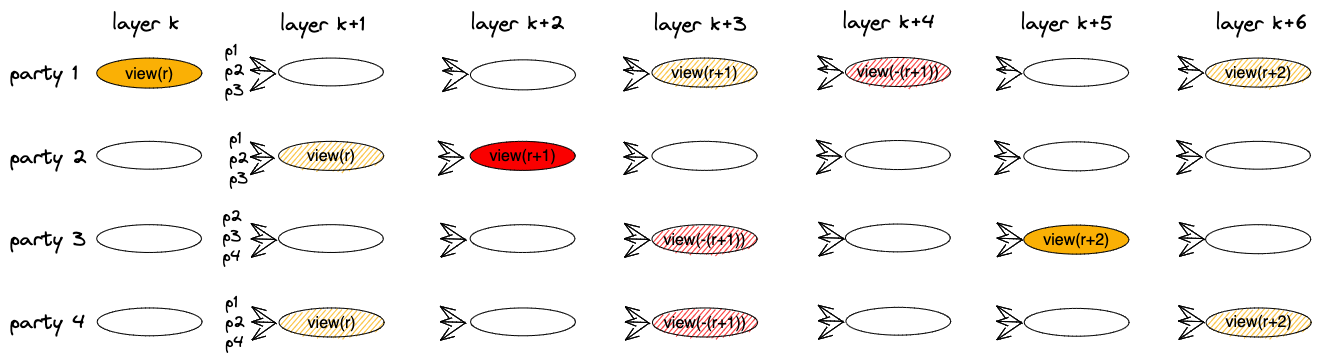 layer k layer k+1 layer k+2 layer k+3 layer k+4 layer k+5 layer k+6
p1
party 1 view(r) p2 view(r+1) view(-(r+1)) view(r+2)
p3
p1
party 2 p2 view(r) view(r+1)
p3
p2
party 3 p3 view(-(r+1)) view(r+2)
p4
p1
party 4 p2 view(r) view(-(r+1)) view(r+2)
p4